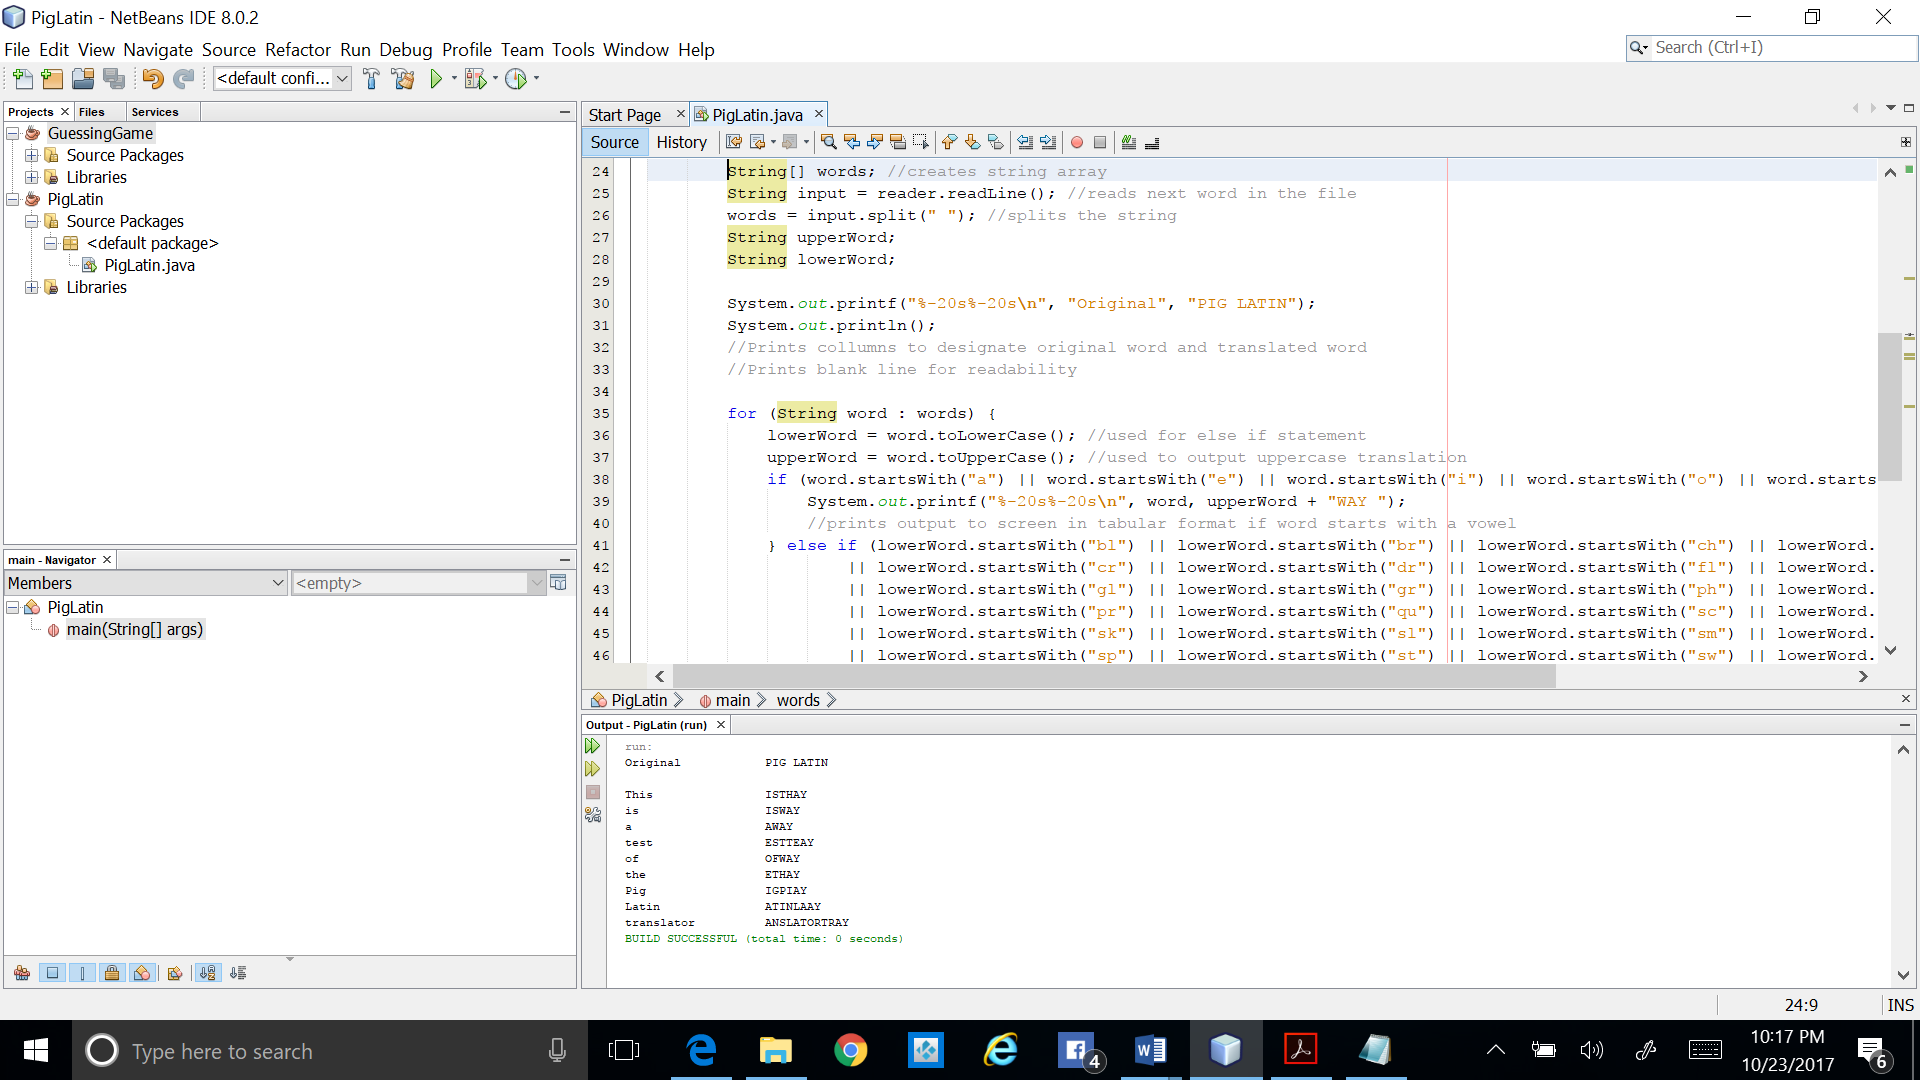 PigLatin - NetBeans IDE 8.0.2
File Edit View Navigate Source Refactor Run Debug Profile Team Tools Window Help
Search (Ctrl+I)
<default confi...
Projects Files Services
GuessingGame
Source Packages
Libraries
PigLatin
Source Packages
<default package>
PigLatin.java
Libraries
main - Navigator
Members <empty>
PigLatin
main(String[] args)
Start Page PigLatin.java
Source History
24 String[] words; //creates string array
25 String input = reader.readLine(); //reads next word in the file
26 words = input.split(" "); //splits the string
27 String upperWord;
28 String lowerWord;
29
30 System.out.printf("%-20s%-20s\n", "Original", "PIG LATIN");
31 System.out.println();
32 //Prints collumns to designate original word and translated word
33 //Prints blank line for readability
34
35 for (String word : words) {
36 lowerWord = word.toLowerCase(); //used for else if statement
37 upperWord = word.toUpperCase(); //used to output uppercase translation
38 if (word.startsWith("a") || word.startsWith("e") || word.startsWith("i") || word.startsWith("o") || word.starts
39 System.out.printf("%-20s%-20s\n", word, upperWord + "WAY ");
40 //prints output to screen in tabular format if word starts with a vowel
41 } else if (lowerWord.startsWith("bl") || lowerWord.startsWith("br") || lowerWord.startsWith("ch") || lowerWord.
42 || lowerWord.startsWith("cr") || lowerWord.startsWith("dr") || lowerWord.startsWith("fl") || lowerWord.
43 || lowerWord.startsWith("gl") || lowerWord.startsWith("gr") || lowerWord.startsWith("ph") || lowerWord.
44 || lowerWord.startsWith("pr") || lowerWord.startsWith("qu") || lowerWord.startsWith("sc") || lowerWord.
45 || lowerWord.startsWith("sk") || lowerWord.startsWith("sl") || lowerWord.startsWith("sm") || lowerWord.
46 || lowerWord.startsWith("sp") || lowerWord.startsWith("st") || lowerWord.startsWith("sw") || lowerWord.
PigLatin main words
Output - PigLatin (run)
run:
Original PIG LATIN
This ISTHAY
is ISWAY
a AWAY
test ESTTEAY
of OFWAY
the ETHAY
Pig IGPIAY
Latin ATINLAAY
translator ANSLATORTRAY
BUILD SUCCESSFUL (total time: 0 seconds)
24:9 INS
Type here to search
4
10:17 PM
10/23/2017
6